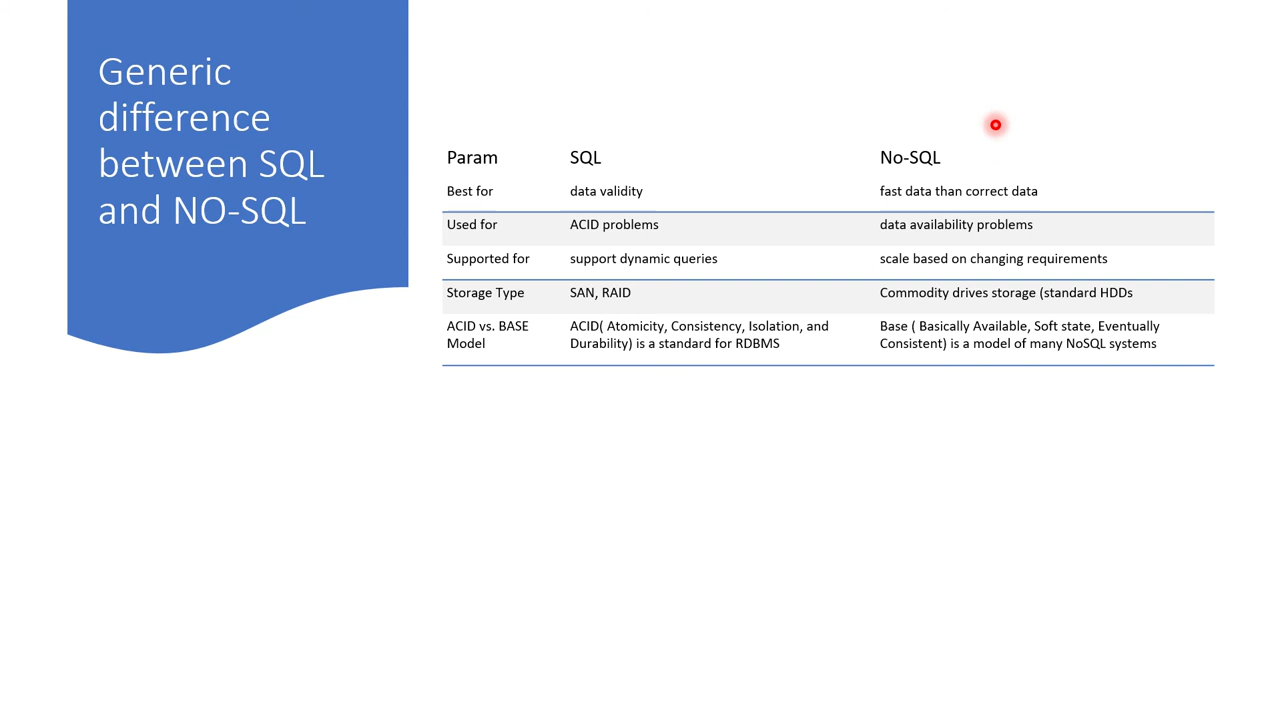 Generic
difference
between SQL
and NO-SQL
Param SQL No-SQL
Best for data validity fast data than correct data
Used for ACID problems data availability problems
Supported for support dynamic queries scale based on changing requirements
Storage Type SAN, RAID Commodity drives storage (standard HDDs
ACID vs. BASE ACID( Atomicity, Consistency, Isolation, and Base ( Basically Available, Soft state, Eventually
Model Durability) is a standard for RDBMS Consistent) is a model of many NoSQL systems